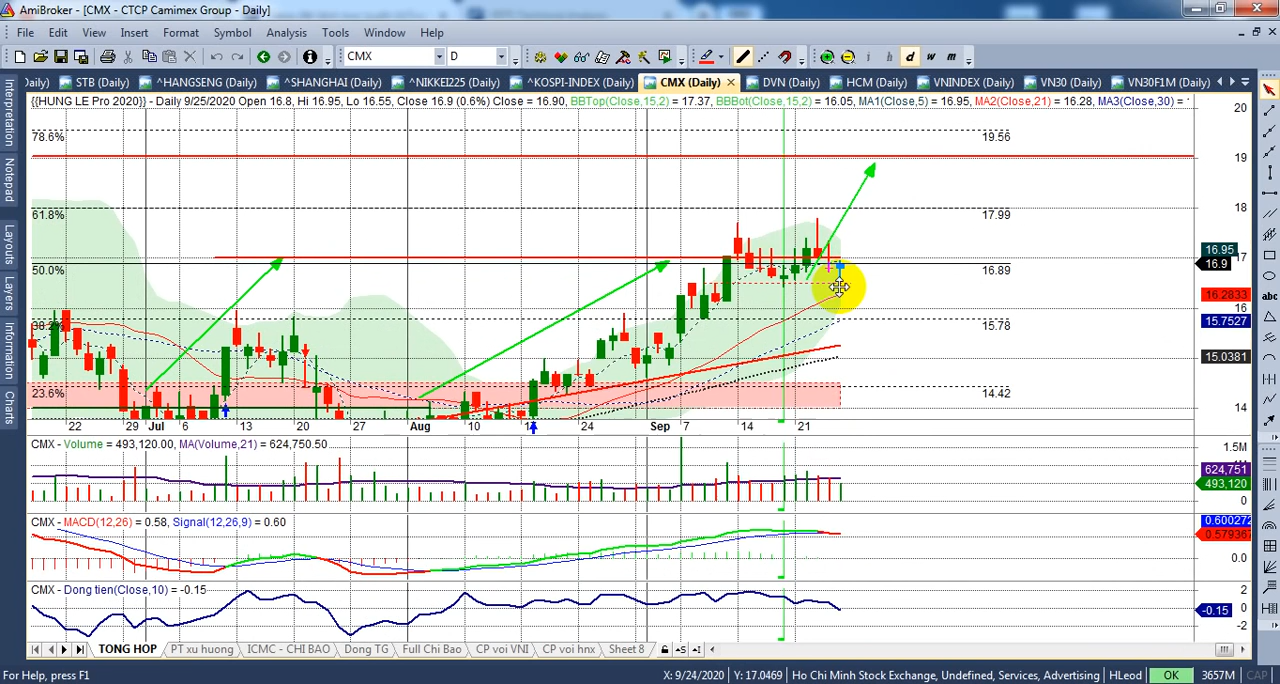 AmiBroker - [CMX - CTCP Camimex Group - Daily]
File Edit View Insert Format Symbol Analysis Tools Window Help
CMX D d w m
Daily) STB (Daily) ^HANGSENG (Daily) ^SHANGHAI (Daily) ^NIKKEI225 (Daily) ^KOSPI-INDEX (Daily) CMX (Daily) DVN (Daily) HCM (Daily) VNINDEX (Daily) VN30 (Daily) VN30F1M (Daily)
{{HUNG LE Pro 2020}} - Daily 9/25/2020 Open 16.8, Hi 16.95, Lo 16.55, Close 16.9 (0.6%) Close = 16.90, BBTop(Close,15,2) = 17.37, BBBot(Close,15,2) = 16.05, MA1(Close,5) = 16.95, MA2(Close,21) = 16.28, MA3(Close,30) =
Interpretation
Notepad
Layouts
Layers
Information
Charts
20
78.6% 19.56
19
61.8% 17.99 18
16.95
17
50.0% 16.89 16.9
16.2833
16
38.2% 15.78 15.7527
15.0381
23.6% 14.42
14
22 29 Jul 6 13 20 27 Aug 10 24 Sep 7 14 21
CMX - Volume = 493,120.00, MA(Volume,21) = 624,750.50
1.5M
624,751
493,120
0
CMX - MACD(12,26) = 0.58, Signal(12,26,9) = 0.60
0.600272
0.57936
0.0
CMX - Dong tien(Close,10) = -0.15
2
0
-0.15
-2
TONG HOP PT xu huong ICMC - CHI BAO Dong TG Full Chi Bao CP voi VNI CP voi hnx Sheet 8
For Help, press F1 X: 9/24/2020 Y: 17.0469 Ho Chi Minh Stock Exchange, Undefined, Services, Advertising HLeod OK 3657M CAP